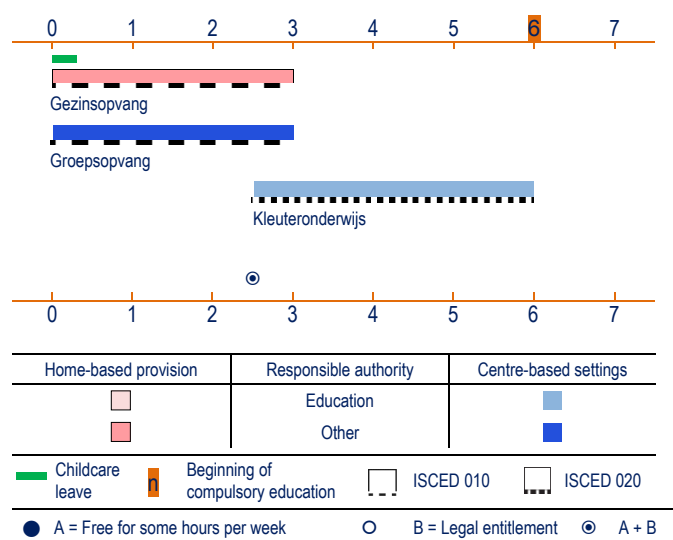 0 1 2 3 4 5 6 7
Gezinsopvang
Groepsopvang
Kleuteronderwijs
0 1 2 3 4 5 6 7
Home-based provision Responsible authority Centre-based settings
Education
Other
Childcare leave
n Beginning of compulsory education
ISCED 010
ISCED 020
A = Free for some hours per week B = Legal entitlement A + B